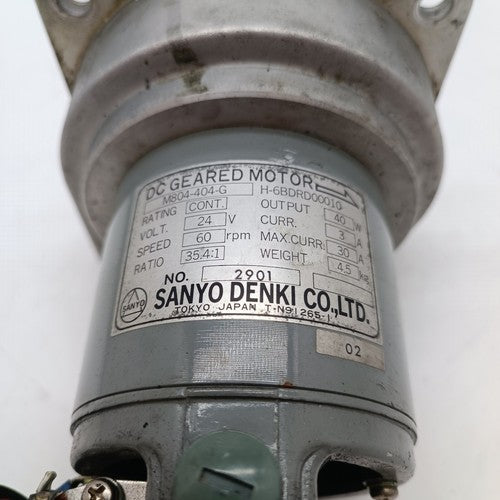 DC GEARED MOTOR
M804-404-G H-6BDRD00010
RATING CONT. OUTPUT 40 W
VOLT. 24 V CURR. 3 A
SPEED 60 rpm MAX.CURR. 30 A
RATIO 35.4:1 WEIGHT 4.5 kg
NO. 2901
SANYO SANYO DENKI CO.,LTD.
TOKYO JAPAN T-N91265-1
02